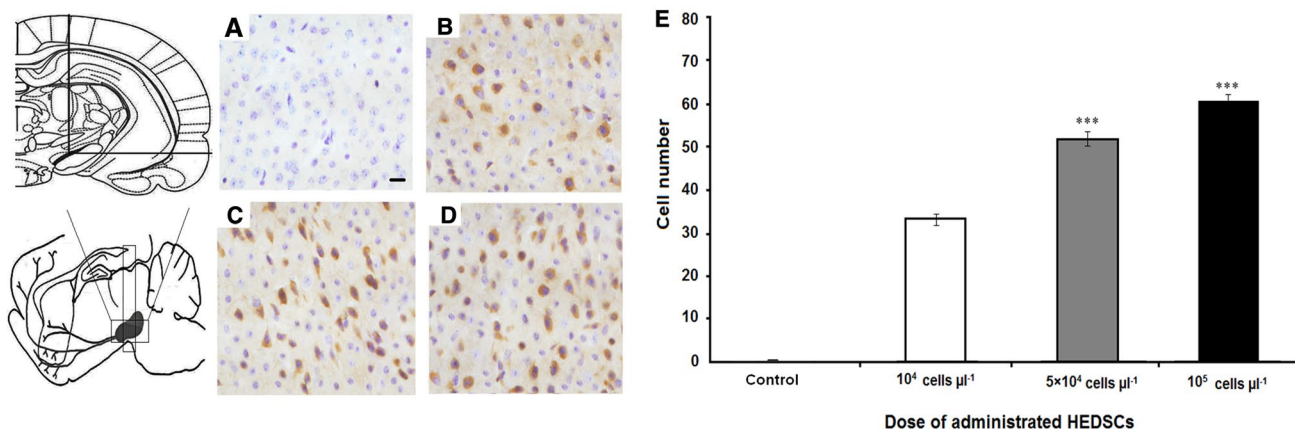 A
B
C
D
E
80
70
60
50
40
30
20
10
0
Cell number
***
***
Control
10⁴ cells µl⁻¹
5×10⁴ cells µl⁻¹
10⁵ cells µl⁻¹
Dose of administrated HEDSCs